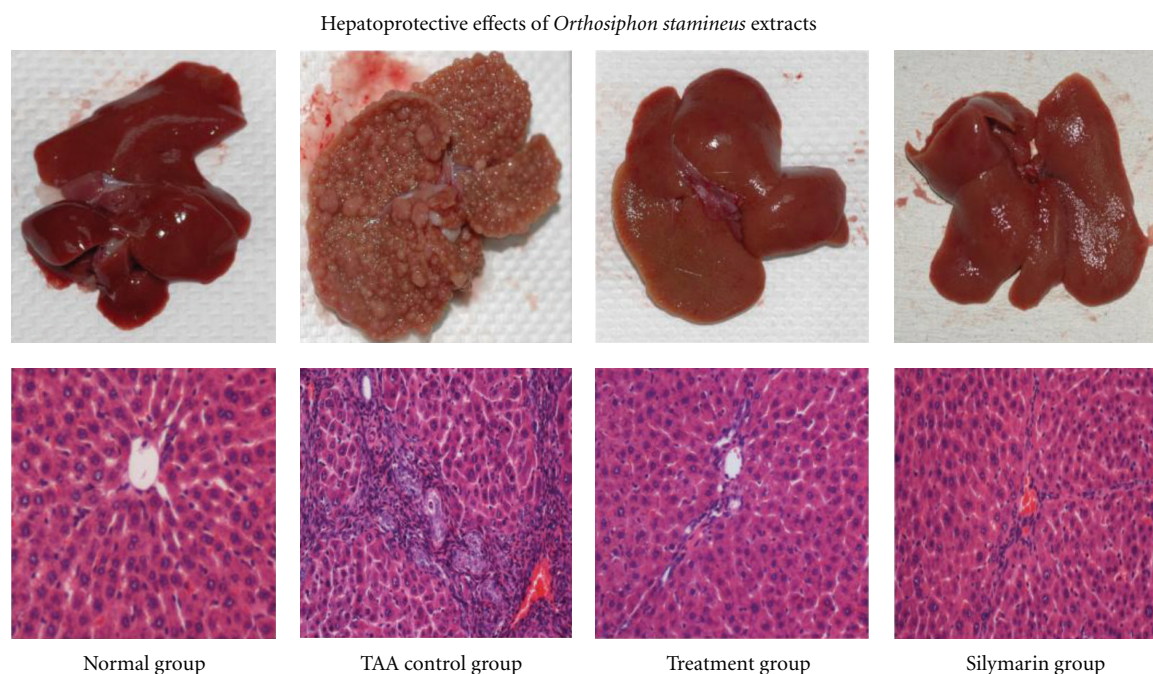 Hepatoprotective effects of Orthosiphon stamineus extracts
Normal group
TAA control group
Treatment group
Silymarin group